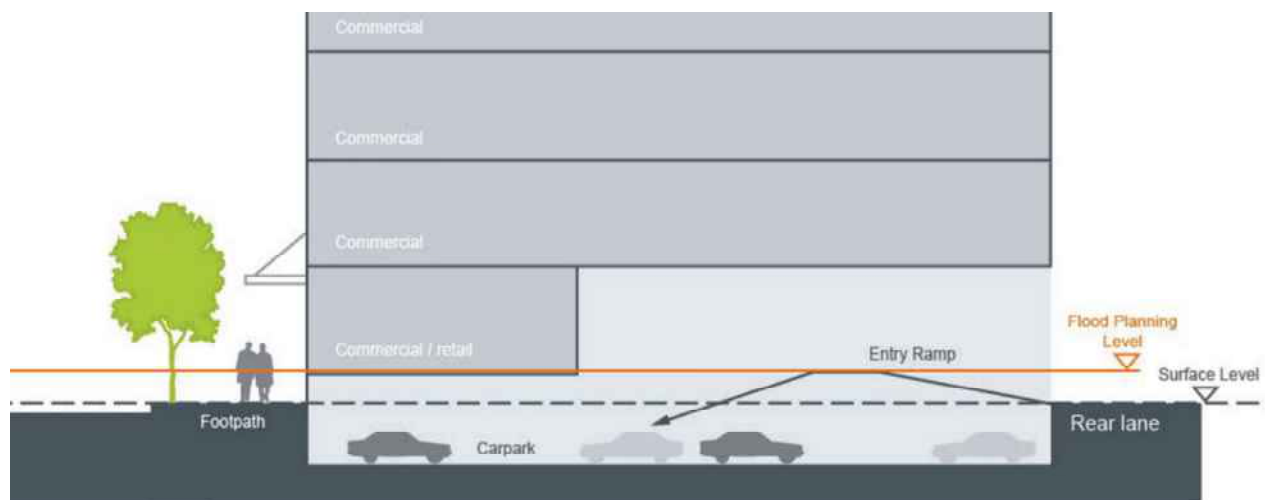 Commercial
Commercial
Commercial
Commercial / retail
Flood Planning
Level
Entry Ramp
Surface Level
Footpath
Carpark
Rear lane